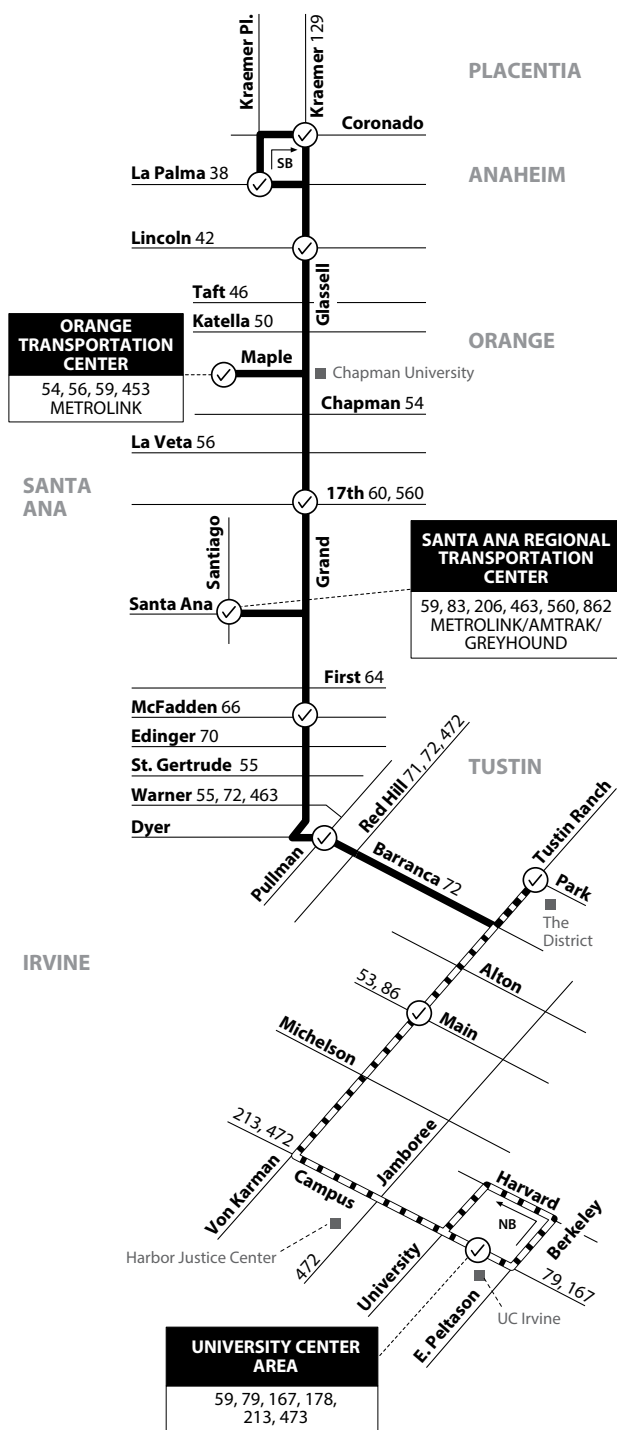 Kraemer Pl.
Kraemer 129
PLACENTIA
Coronado
SB
La Palma 38
ANAHEIM
Lincoln 42
Glassell
Taft 46
Katella 50
ORANGE
ORANGE
TRANSPORTATION
CENTER
54, 56, 59, 453
METROLINK
Maple
Chapman University
Chapman 54
La Veta 56
SANTA
ANA
17th 60, 560
Santiago
Grand
SANTA ANA REGIONAL
TRANSPORTATION
CENTER
59, 83, 206, 463, 560, 862
METROLINK/AMTRAK/
GREYHOUND
Santa Ana
First 64
McFadden 66
Edinger 70
St. Gertrude 55
Warner 55, 72, 463
Dyer
Pullman
Red Hill 71, 72, 472
TUSTIN
Barranca 72
Tustin Ranch
Park
The
District
IRVINE
Alton
53, 86
Main
Michelson
213, 472
Von Karman
Campus
Jamboree
Harvard
NB
Berkeley
Harbor Justice Center
472
University
79, 167
E. Peltason
UC Irvine
UNIVERSITY CENTER
AREA
59, 79, 167, 178,
213, 473